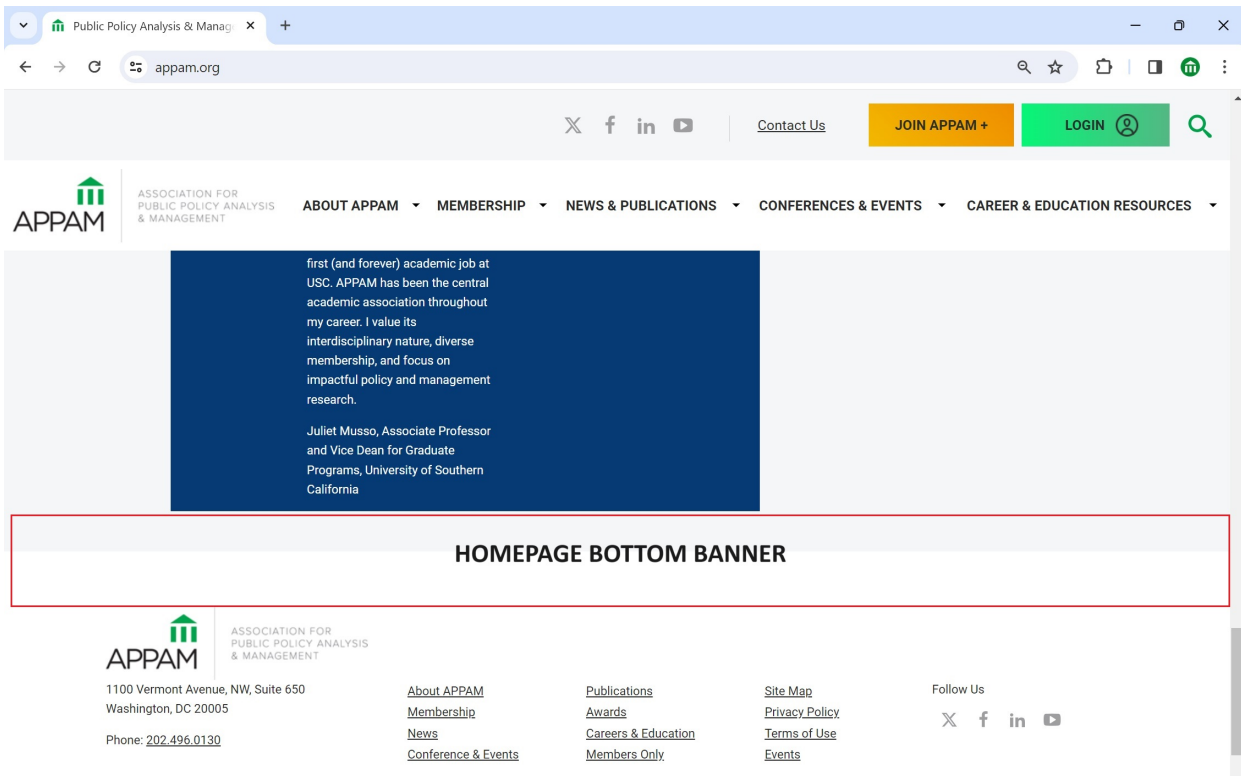 Public Policy Analysis & Manag
appam.org
Contact Us
JOIN APPAM +
LOGIN
APPAM
ASSOCIATION FOR
PUBLIC POLICY ANALYSIS
& MANAGEMENT
ABOUT APPAM
MEMBERSHIP
NEWS & PUBLICATIONS
CONFERENCES & EVENTS
CAREER & EDUCATION RESOURCES
first (and forever) academic job at
USC. APPAM has been the central
academic association throughout
my career. I value its
interdisciplinary nature, diverse
membership, and focus on
impactful policy and management
research.
Juliet Musso, Associate Professor
and Vice Dean for Graduate
Programs, University of Southern
California
HOMEPAGE BOTTOM BANNER
APPAM
ASSOCIATION FOR
PUBLIC POLICY ANALYSIS
& MANAGEMENT
1100 Vermont Avenue, NW, Suite 650
Washington, DC 20005
Phone: 202.496.0130
About APPAM
Membership
News
Conference & Events
Publications
Awards
Careers & Education
Members Only
Site Map
Privacy Policy
Terms of Use
Events
Follow Us